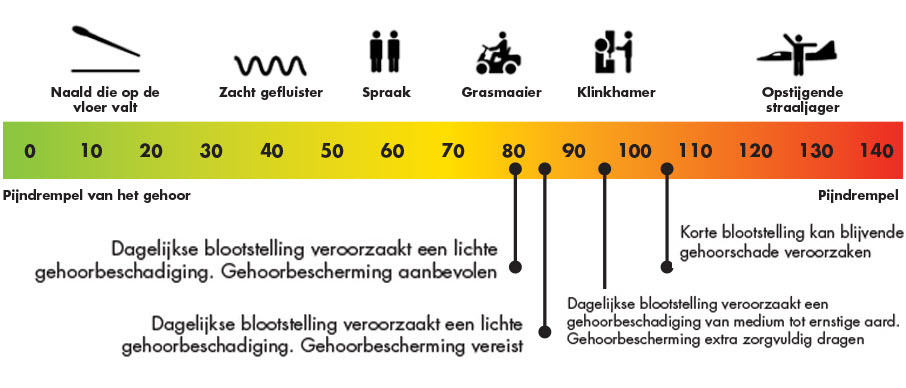 Naald die op de
vloer valt
Zacht gefluister
Spraak
Grasmaaier
Klinkhamer
Opstijgende
straaljager
0 10 20 30 40 50 60 70 80 90 100 110 120 130 140
Pijndrempel van het gehoor
Pijndrempel
Dagelijkse blootstelling veroorzaakt een lichte
gehoorbeschadiging. Gehoorbescherming aanbevolen
Korte blootstelling kan blijvende
gehoorschade veroorzaken
Dagelijkse blootstelling veroorzaakt een lichte
gehoorbeschadiging. Gehoorbescherming vereist
Dagelijkse blootstelling veroorzaakt een
gehoorbeschadiging van medium tot ernstige aard.
Gehoorbescherming extra zorgvuldig dragen